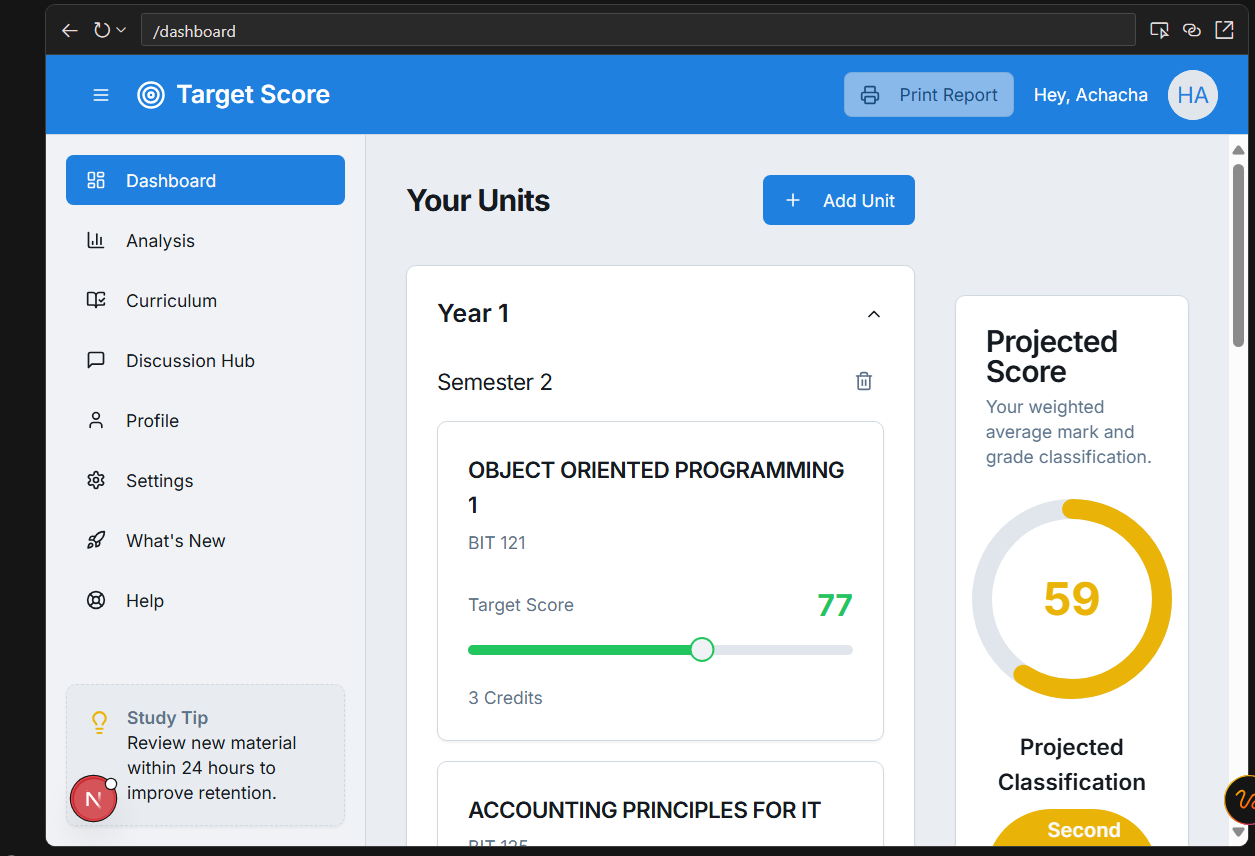 /dashboard
Target Score
Print Report
Hey, Achacha
HA
Dashboard
Analysis
Curriculum
Discussion Hub
Profile
Settings
What's New
Help
Study Tip
Review new material
within 24 hours to
improve retention.
N
Your Units
Add Unit
Year 1
Semester 2
OBJECT ORIENTED PROGRAMMING
1
BIT 121
Target Score
77
3 Credits
ACCOUNTING PRINCIPLES FOR IT
BIT 125
Projected
Score
Your weighted
average mark and
grade classification.
59
Projected
Classification
Second